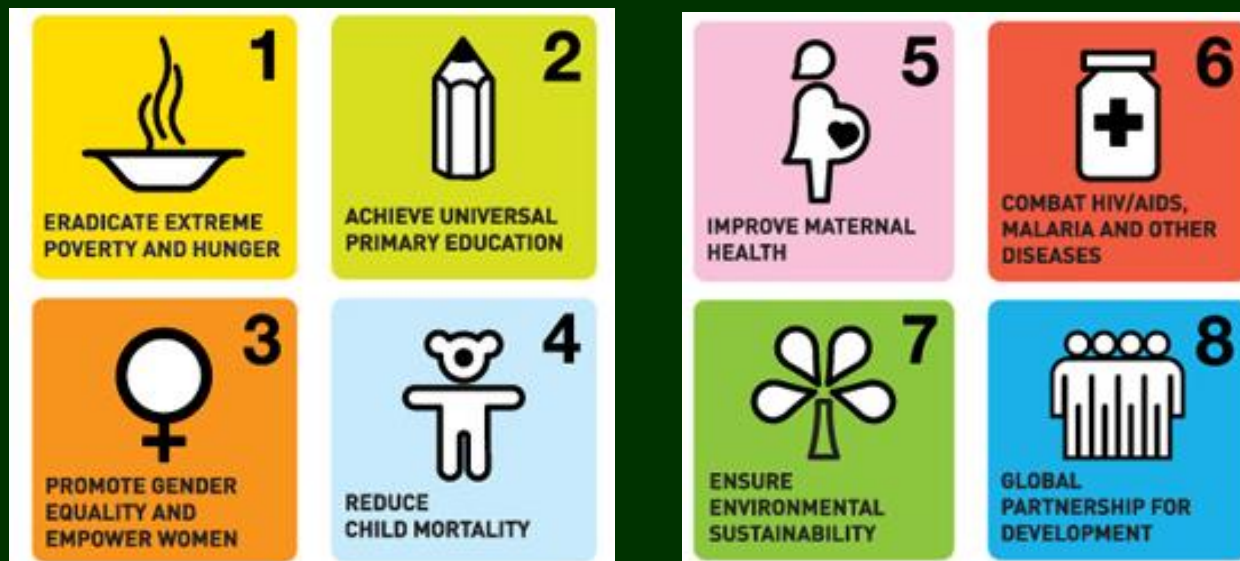 1
ERADICATE EXTREME
POVERTY AND HUNGER
2
ACHIEVE UNIVERSAL
PRIMARY EDUCATION
3
PROMOTE GENDER
EQUALITY AND
EMPOWER WOMEN
4
REDUCE
CHILD MORTALITY
5
IMPROVE MATERNAL
HEALTH
6
COMBAT HIV/AIDS,
MALARIA AND OTHER
DISEASES
7
ENSURE
ENVIRONMENTAL
SUSTAINABILITY
8
GLOBAL
PARTNERSHIP FOR
DEVELOPMENT